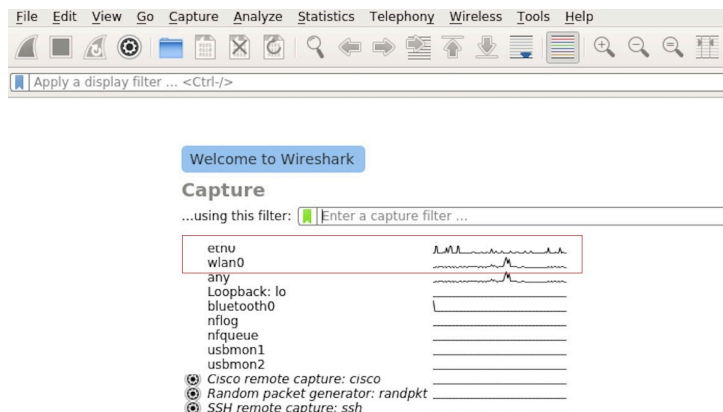 File Edit View Go Capture Analyze Statistics Telephony Wireless Tools Help
Apply a display filter ... <Ctrl-/>
Welcome to Wireshark
Capture
...using this filter: Enter a capture filter ...
eth0
wlan0
any
Loopback: lo
bluetooth0
nflog
nfqueue
usbmon1
usbmon2
Cisco remote capture: cisco
Random packet generator: randpkt
SSH remote capture: ssh